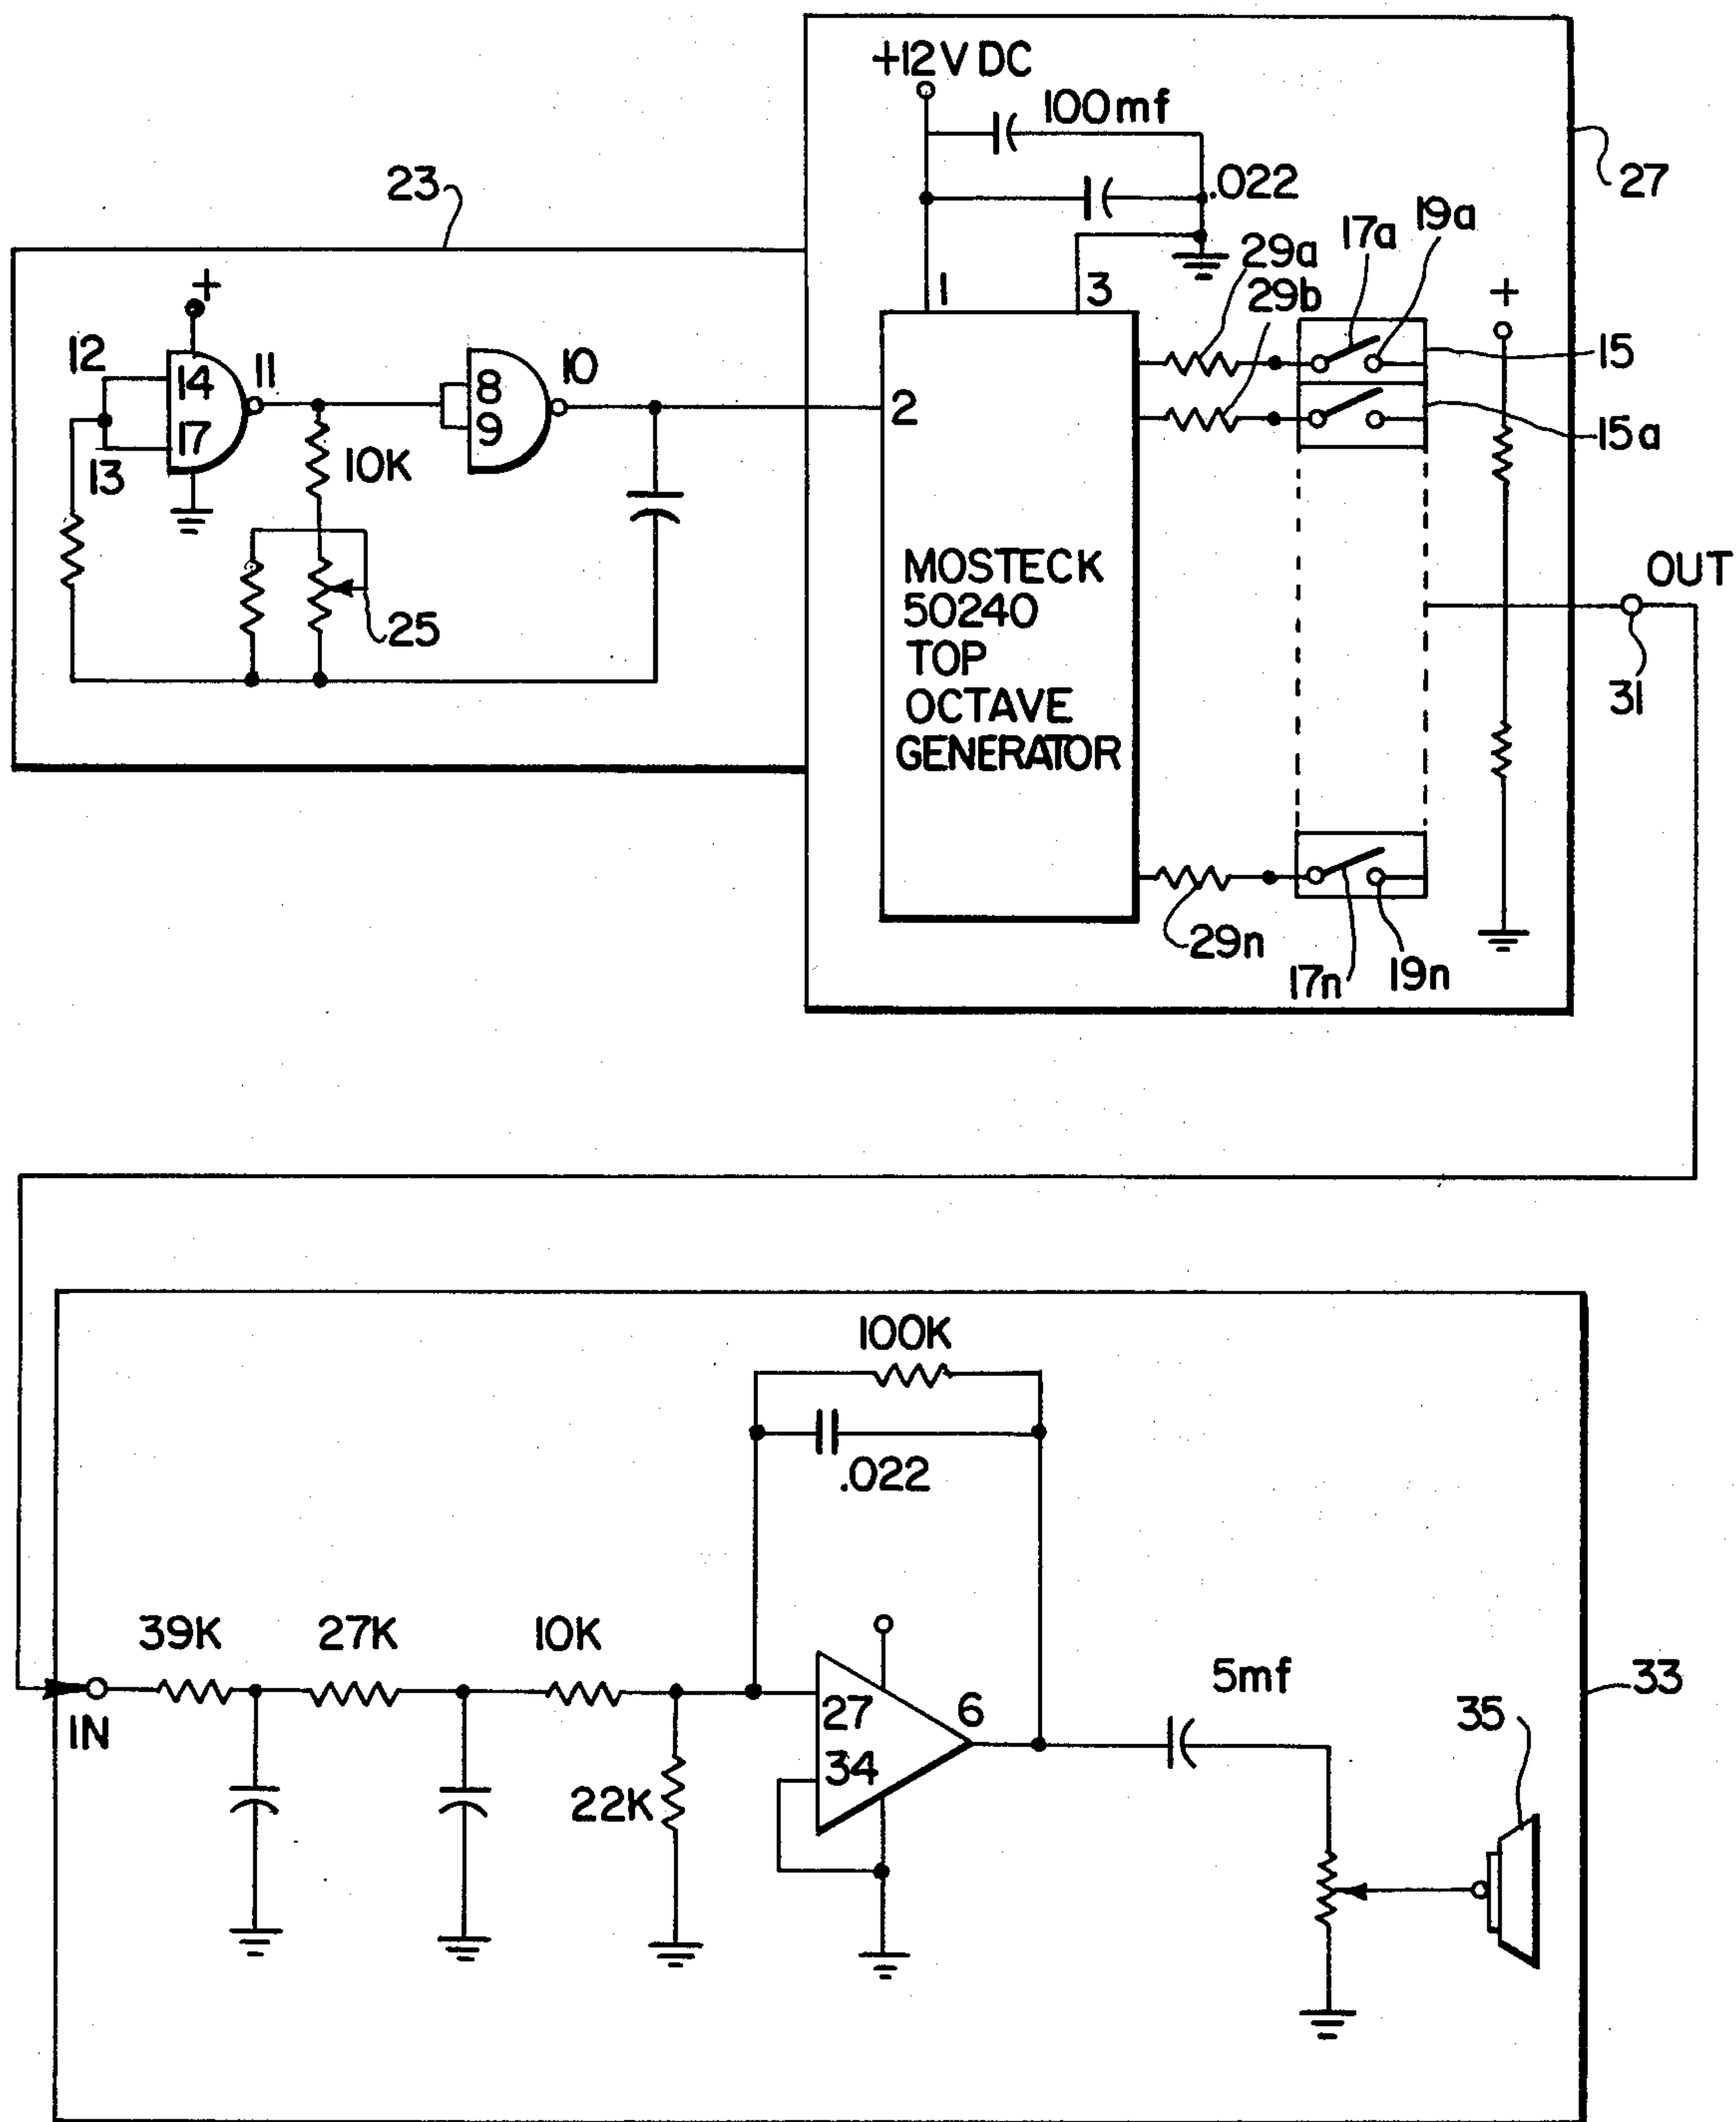 +12V DC
100mf
.022
27
23
29a
17a
19a
29b
+
+
1
3
15
12
14
11
8
10
2
15a
17
9
13
10K
25
MOSTECK
50240
TOP
OCTAVE
GENERATOR
OUT
31
29n
17n
19n
100K
.022
39K
27K
10K
27
6
5mf
33
35
IN
34
22K